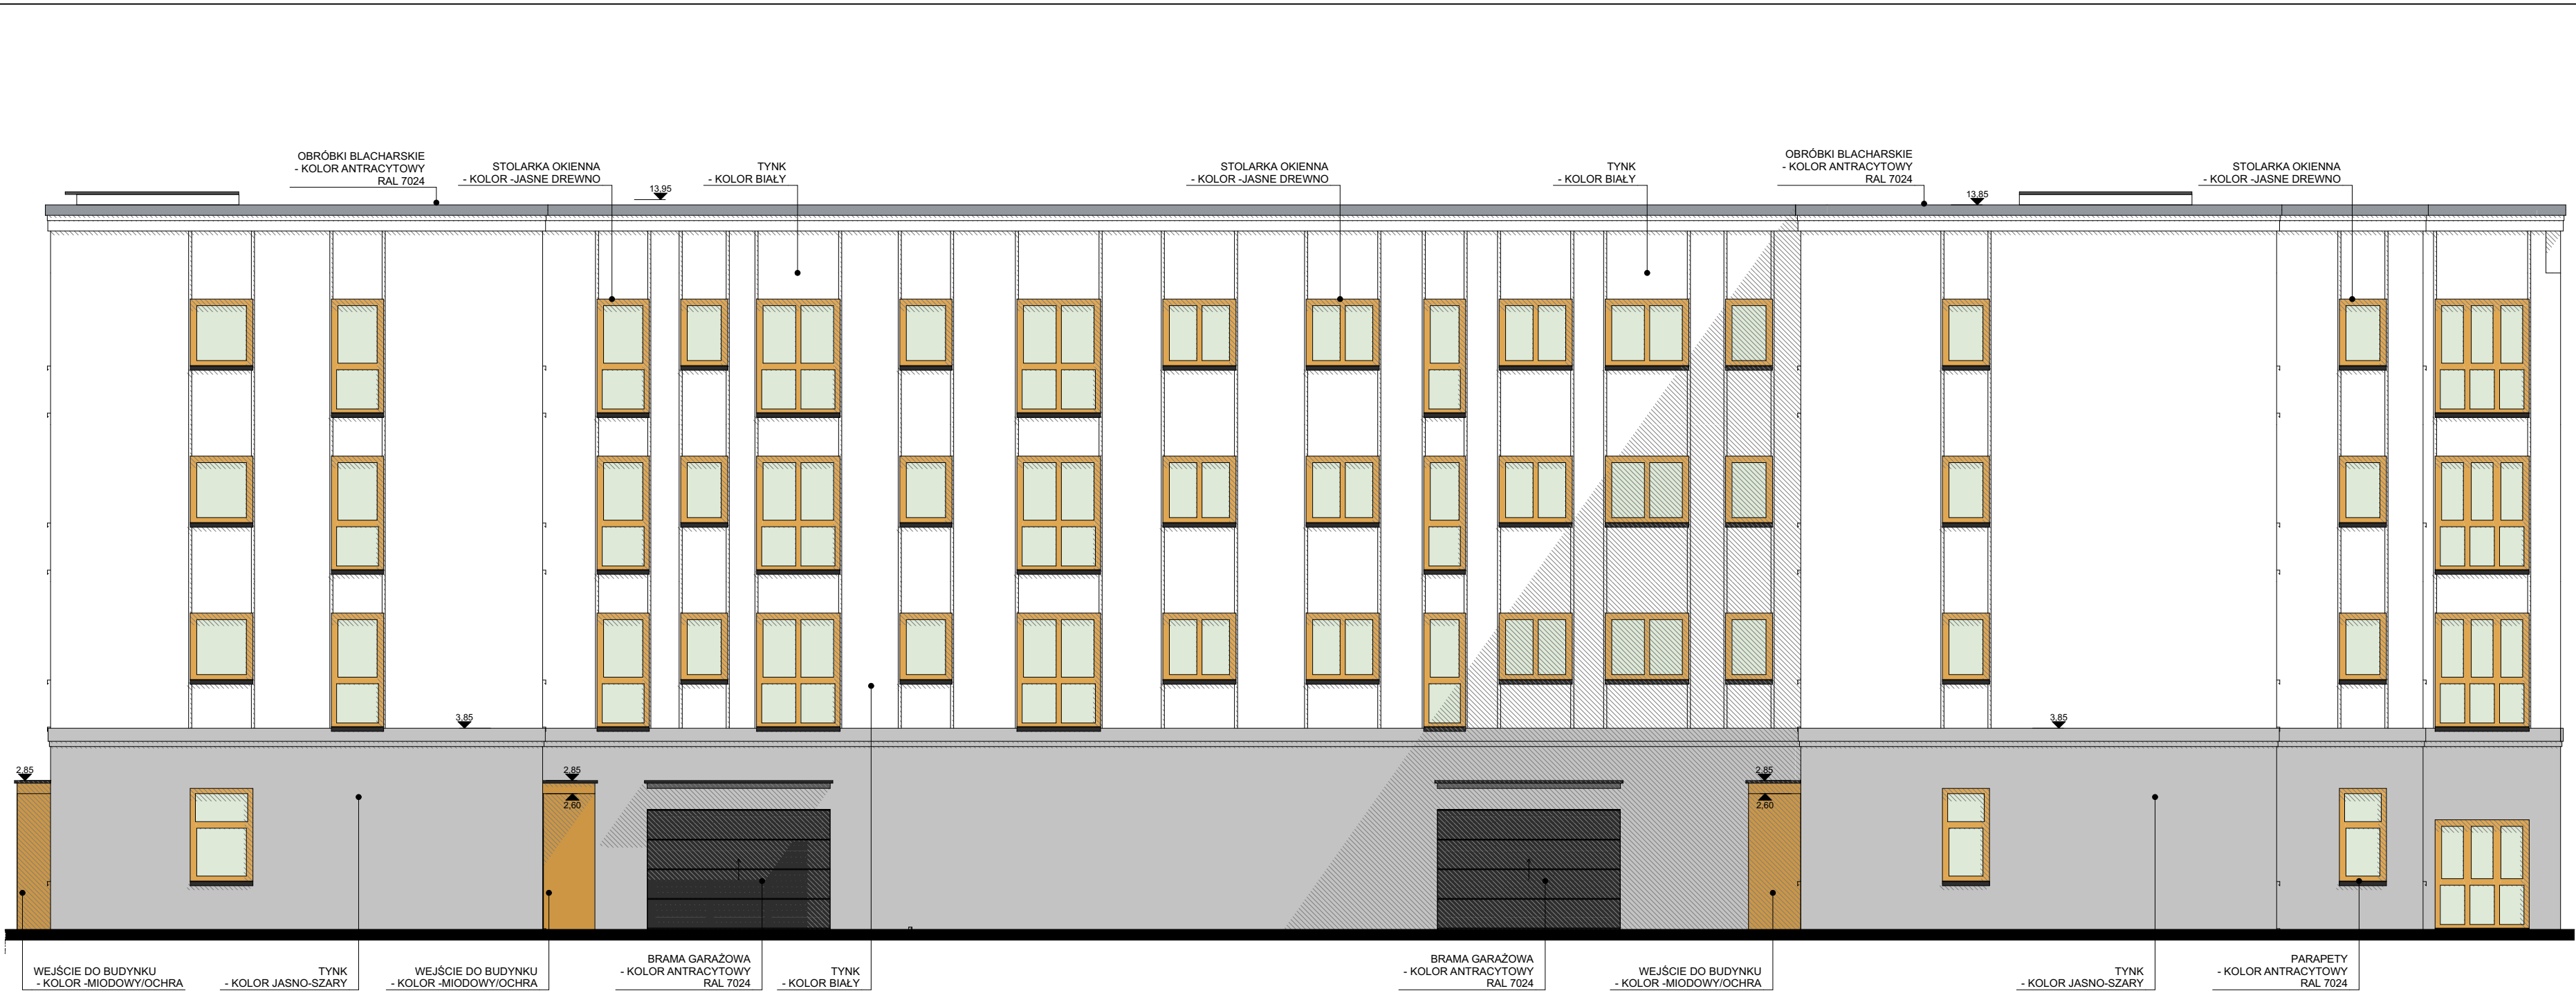 OBRÓBKI BLACHARSKIE
- KOLOR ANTRACYTOWY
RAL 7024
STOLARKA OKIENNA
- KOLOR -JASNE DREWNO
13,95
TYNK
- KOLOR BIAŁY
STOLARKA OKIENNA
- KOLOR -JASNE DREWNO
TYNK
- KOLOR BIAŁY
OBRÓBKI BLACHARSKIE
- KOLOR ANTRACYTOWY
RAL 7024
13,85
STOLARKA OKIENNA
- KOLOR -JASNE DREWNO
3,85
3,85
2,85
2,85
2,60
2,85
2,60
WEJŚCIE DO BUDYNKU
- KOLOR -MIODOWY/OCHRA
TYNK
- KOLOR JASNO-SZARY
WEJŚCIE DO BUDYNKU
- KOLOR -MIODOWY/OCHRA
BRAMA GARAŻOWA
- KOLOR ANTRACYTOWY
RAL 7024
TYNK
- KOLOR BIAŁY
BRAMA GARAŻOWA
- KOLOR ANTRACYTOWY
RAL 7024
WEJŚCIE DO BUDYNKU
- KOLOR -MIODOWY/OCHRA
TYNK
- KOLOR JASNO-SZARY
PARAPETY
- KOLOR ANTRACYTOWY
RAL 7024